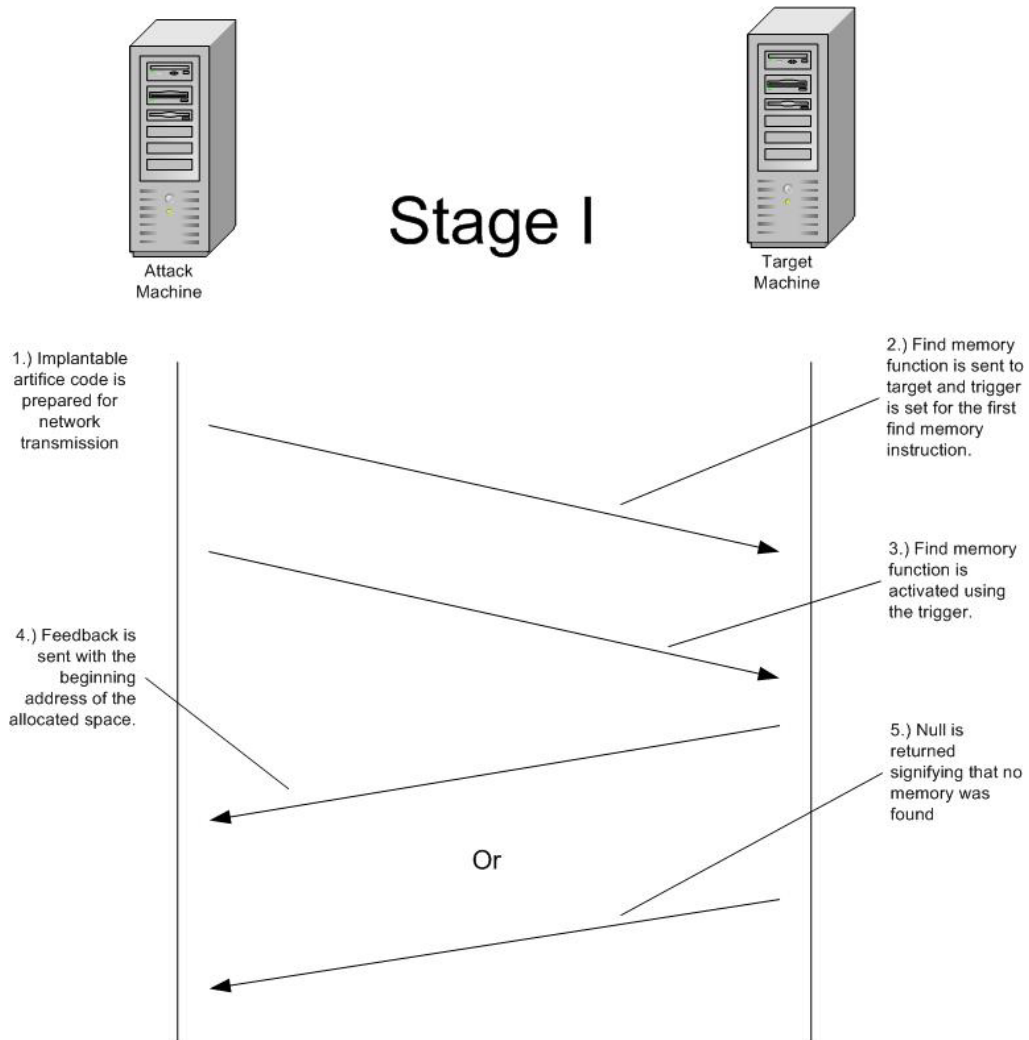 Attack
Machine
Stage I
Target
Machine
1.) Implantable
artifice code is
prepared for
network
transmission
2.) Find memory
function is sent to
target and trigger
is set for the first
find memory
instruction.
3.) Find memory
function is
activated using
the trigger.
4.) Feedback is
sent with the
beginning
address of the
allocated space.
5.) Null is
returned
signifying that no
memory was
found
Or